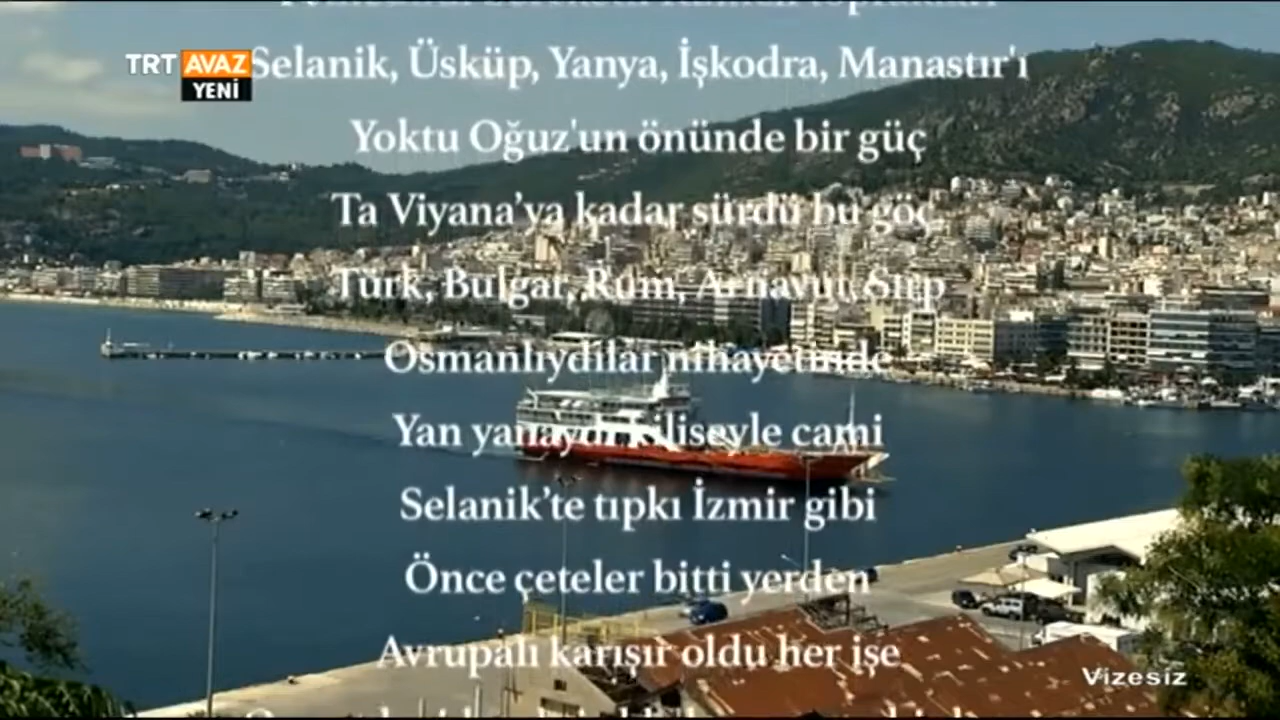 TRT AVAZ
YENİ
Selanik, Üsküp, Yanya, İşkodra, Manastır'ı
Yoktu Oğuz'un önünde bir güç
Ta Viyana’ya kadar sürdü bu göç
Türk, Bulgar, Rum, Arnavut, Sırp
Osmanlıydılar nihayetinde
Yan yanaydı kiliseyle cami
Selanik’te tıpkı İzmir gibi
Önce çeteler bitti yerden
Avrupalı karışır oldu her işe
Vizesiz